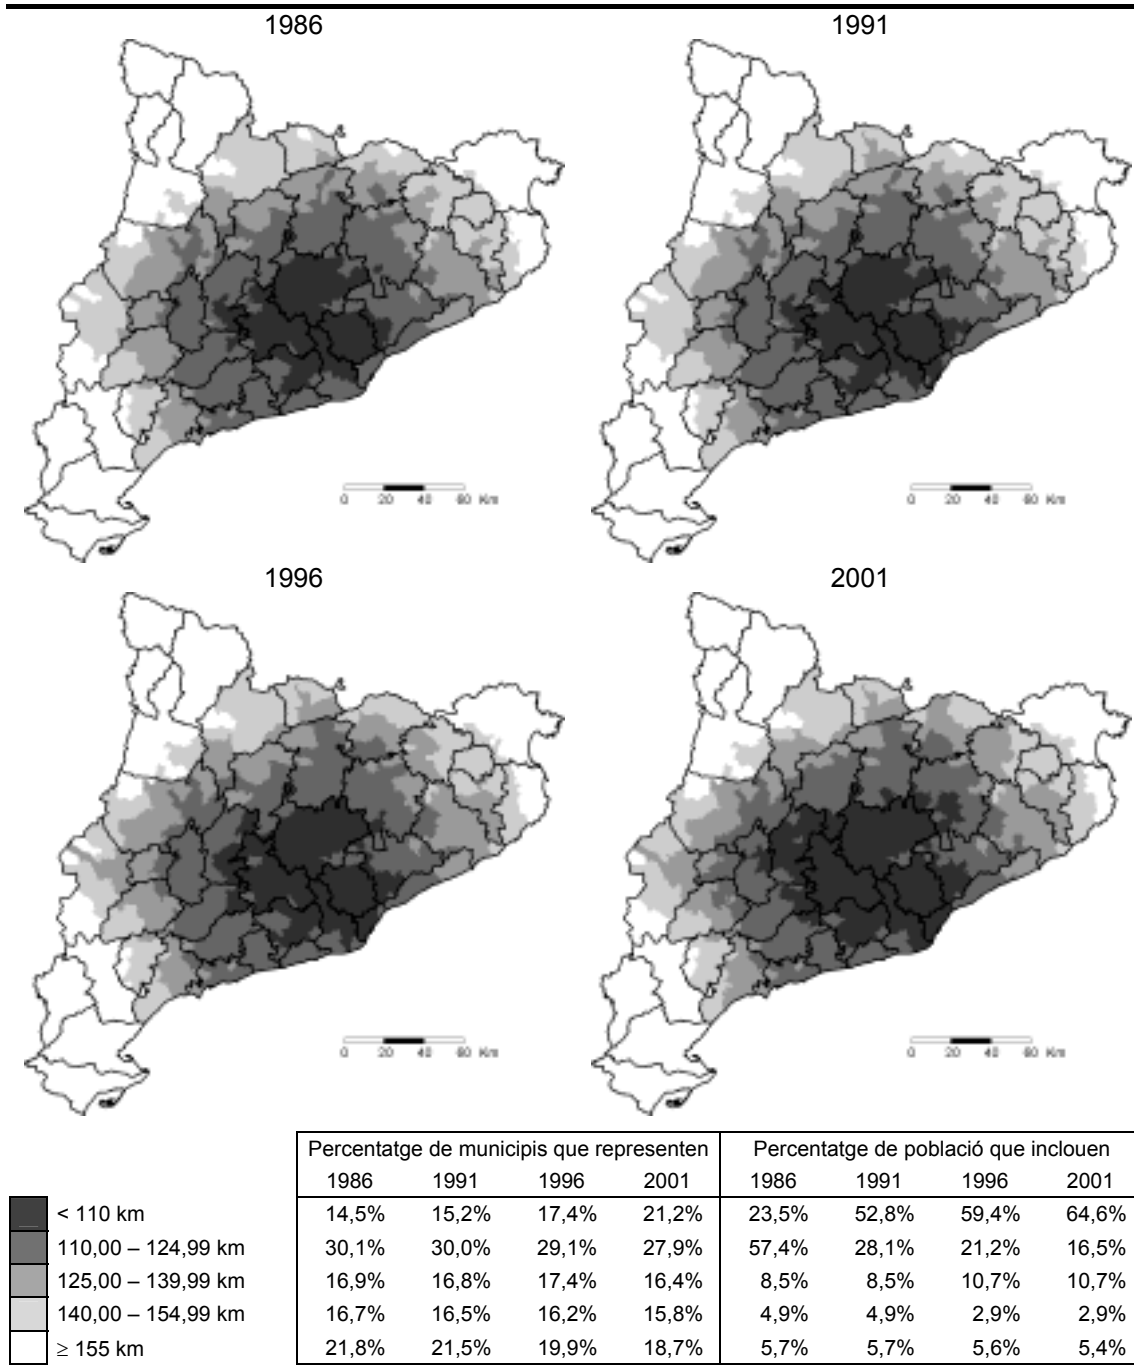 1986 1991
0 20 40 60 Km 0 20 40 60 Km
1996 2001
0 20 40 60 Km 0 20 40 60 Km
Percentatge de municipis que representen Percentatge de població que inclouen
1986 1991 1996 2001 1986 1991 1996 2001
< 110 km 14,5% 15,2% 17,4% 21,2% 23,5% 52,8% 59,4% 64,6%
110,00 – 124,99 km 30,1% 30,0% 29,1% 27,9% 57,4% 28,1% 21,2% 16,5%
125,00 – 139,99 km 16,9% 16,8% 17,4% 16,4% 8,5% 8,5% 10,7% 10,7%
140,00 – 154,99 km 16,7% 16,5% 16,2% 15,8% 4,9% 4,9% 2,9% 2,9%
≥ 155 km 21,8% 21,5% 19,9% 18,7% 5,7% 5,7% 5,6% 5,4%